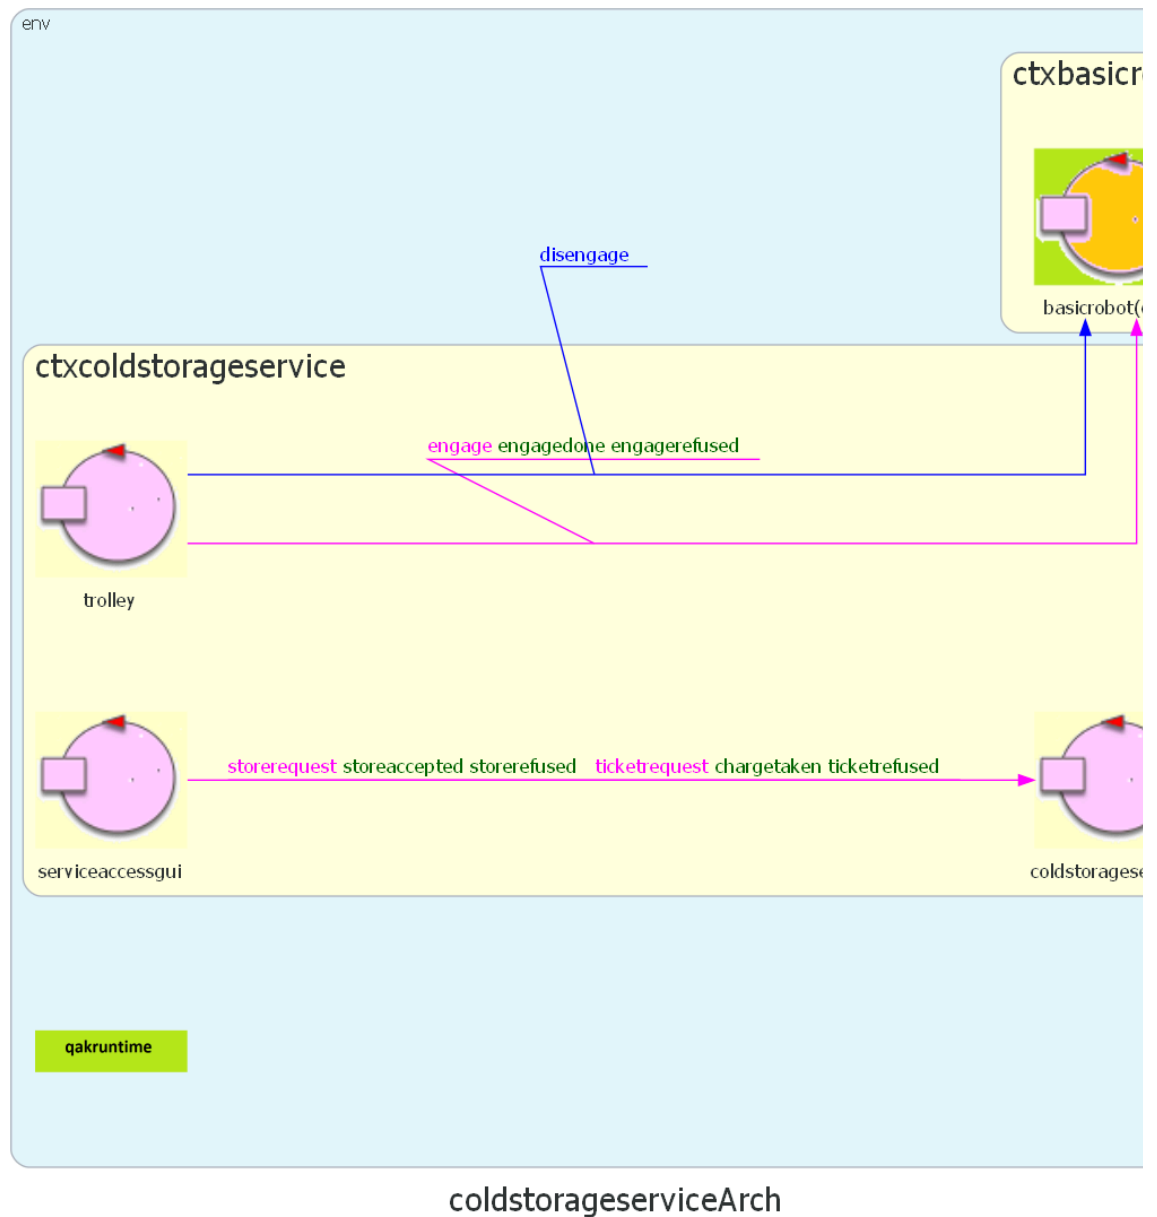 env
ctxbasicr
basicrobot(
disengage
ctxcoldstorageservice
engage engagedone engagerefused
trolley
storerequest storeaccepted storerefused ticketrequest chargetaken ticketrefused
serviceaccessgui
coldstoragese
qakruntime
coldstorageserviceArch